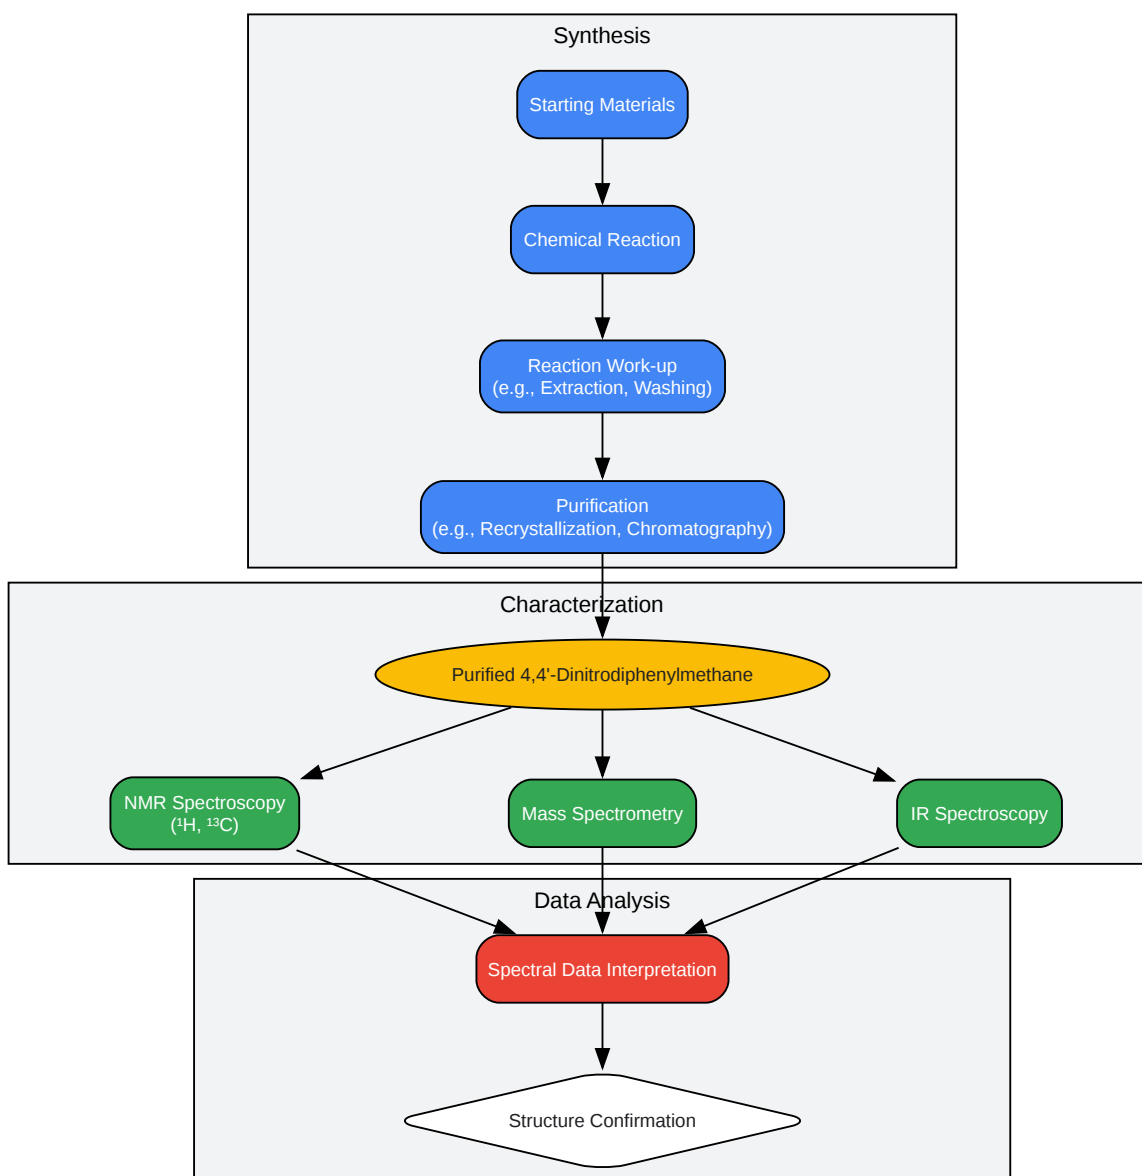 Synthesis
Starting Materials
Chemical Reaction
Reaction Work-up
(e.g., Extraction, Washing)
Purification
(e.g., Recrystallization, Chromatography)
Characterization
Purified 4,4'-Dinitrodiphenylmethane
NMR Spectroscopy
(¹H, ¹³C)
Mass Spectrometry
IR Spectroscopy
Data Analysis
Spectral Data Interpretation
Structure Confirmation